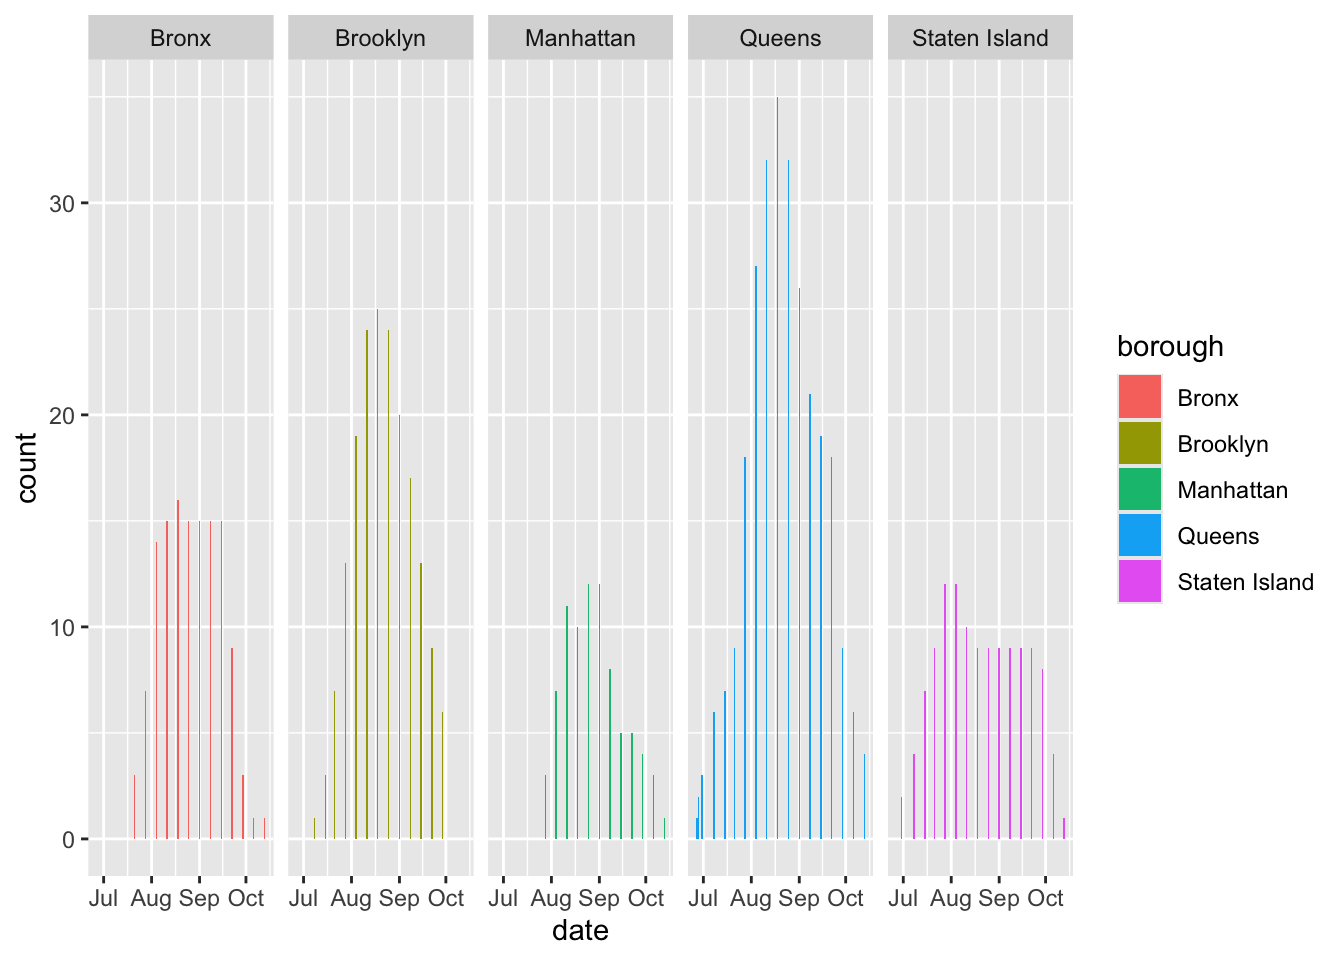 Bronx Brooklyn Manhattan Queens Staten Island
30
20
10
0
count
Jul Aug Sep Oct Jul Aug Sep Oct Jul Aug Sep Oct Jul Aug Sep Oct Jul Aug Sep Oct
date
borough
Bronx
Brooklyn
Manhattan
Queens
Staten Island